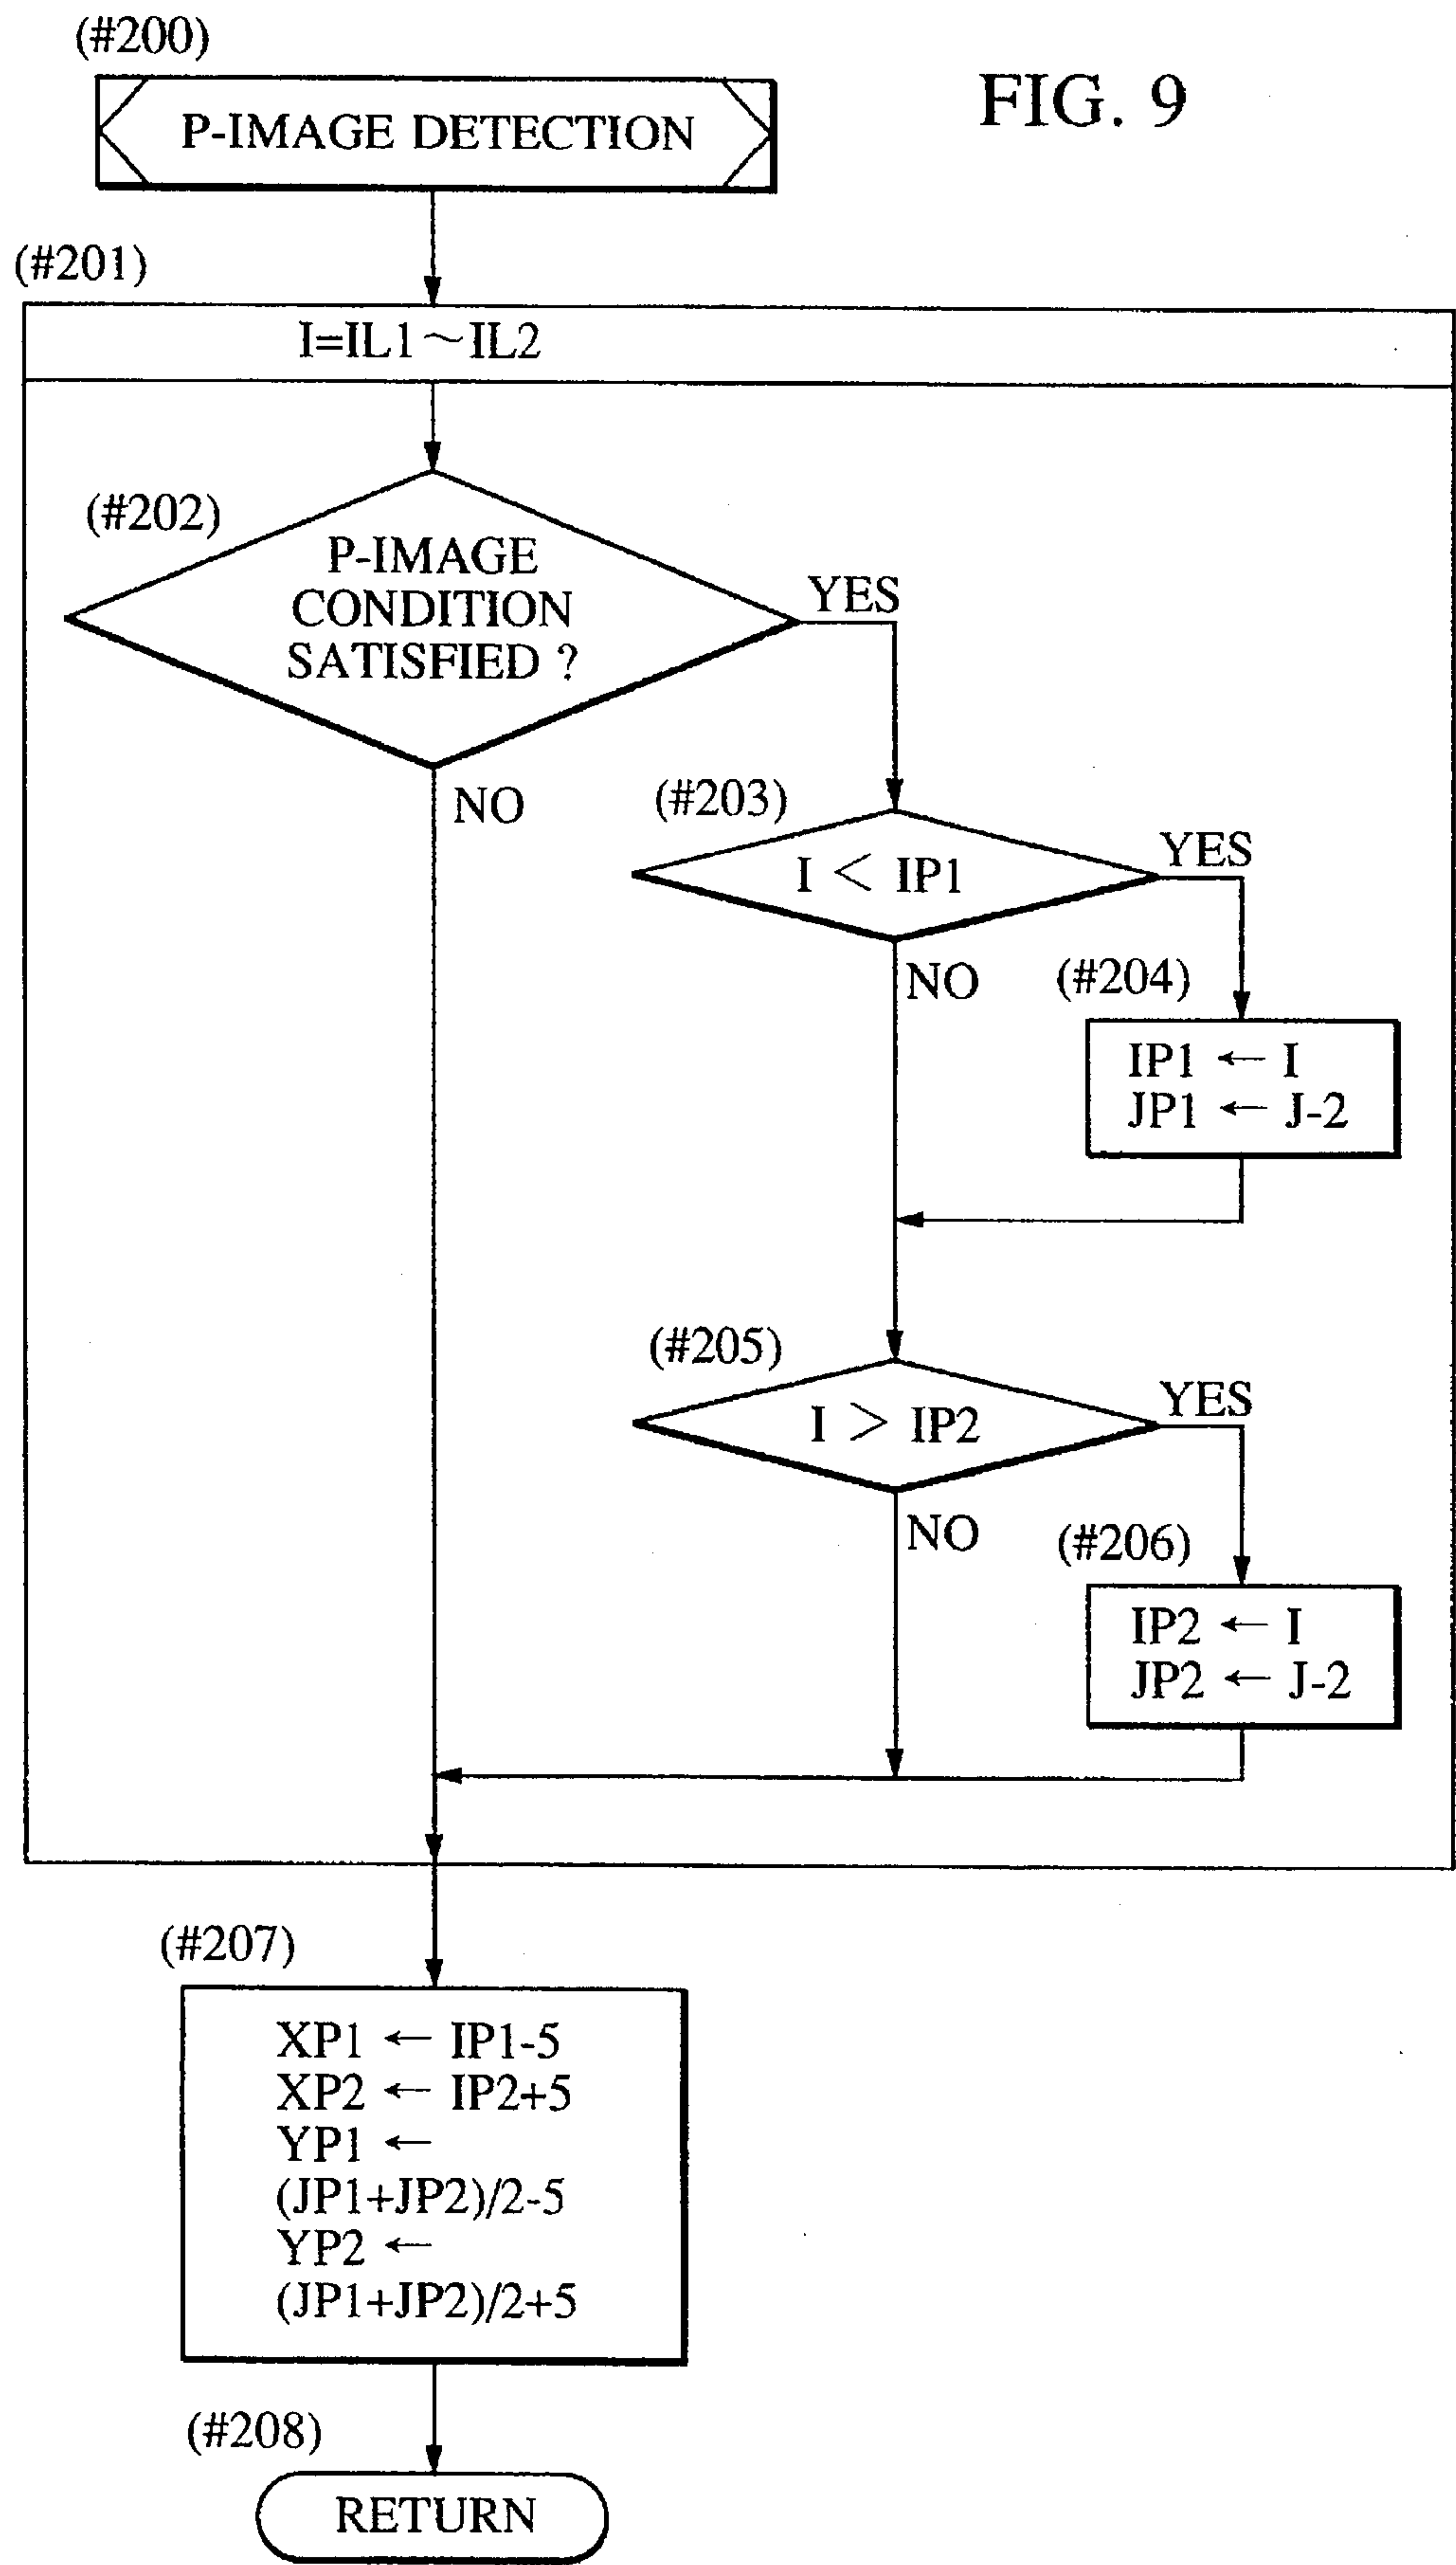 (#200)
FIG. 9
P-IMAGE DETECTION
(#201)
I=IL1~IL2
(#202)
P-IMAGE
CONDITION
SATISFIED ?
YES
NO
(#203)
I < IP1
YES
NO
(#204)
IP1 ← I
JP1 ← J-2
(#205)
I > IP2
YES
NO
(#206)
IP2 ← I
JP2 ← J-2
(#207)
XP1 ← IP1-5
XP2 ← IP2+5
YP1 ←
(JP1+JP2)/2-5
YP2 ←
(JP1+JP2)/2+5
(#208)
RETURN